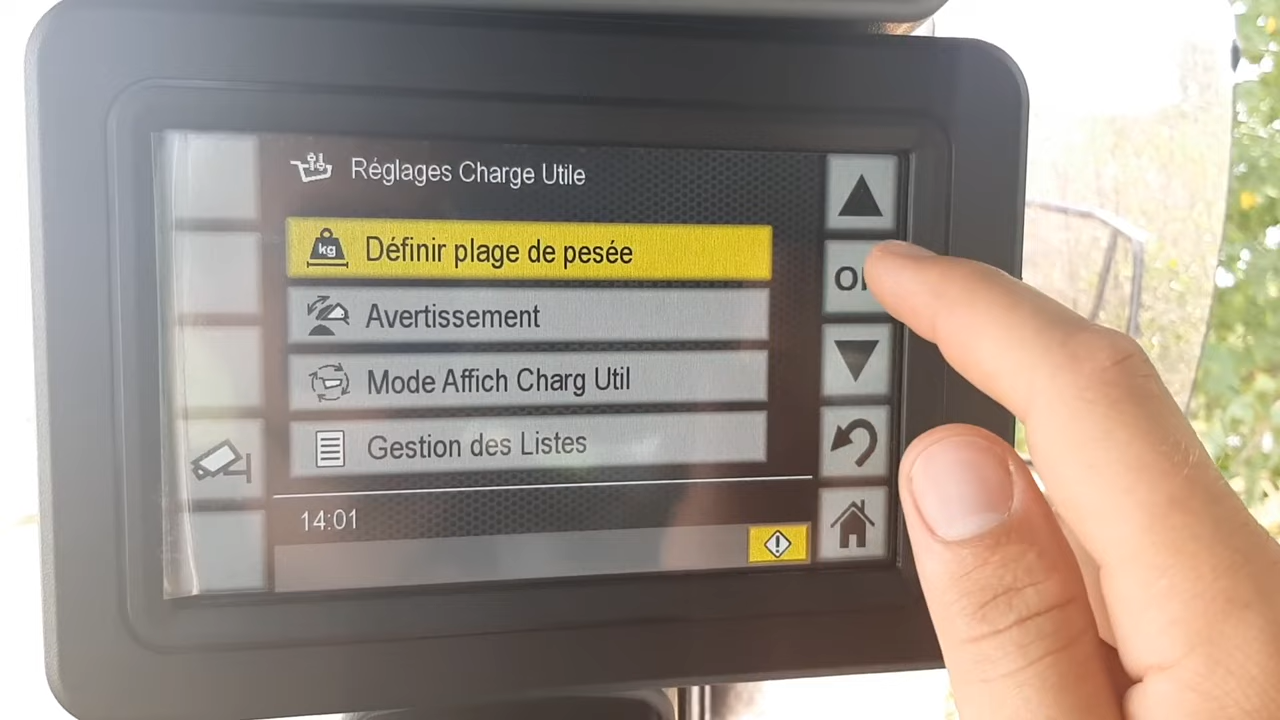 Réglages Charge Utile
kg
Définir plage de pesée
Avertissement
Mode Affich Charg Util
Gestion des Listes
14:01